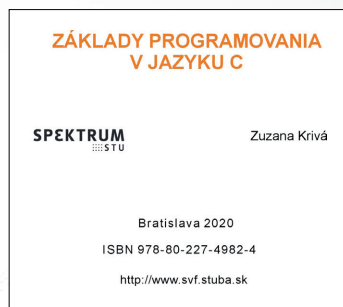 ZÁKLADY PROGRAMOVANIA
V JAZYKU C
SPEKTRUM
STU
Zuzana Krivá
Bratislava 2020
ISBN 978-80-227-4982-4
http://www.svf.stuba.sk